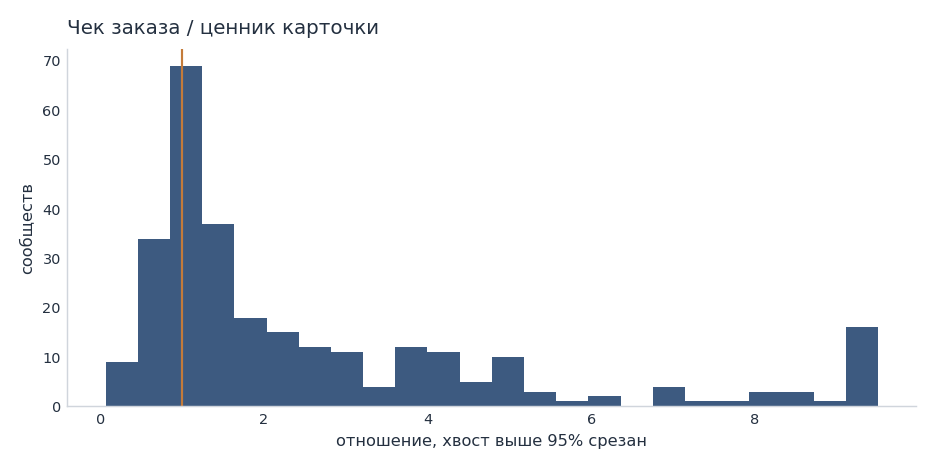 Чек заказа / ценник карточки
70
60
50
40
30
20
10
0
сообществ
0 2 4 6 8
отношение, хвост выше 95% срезан